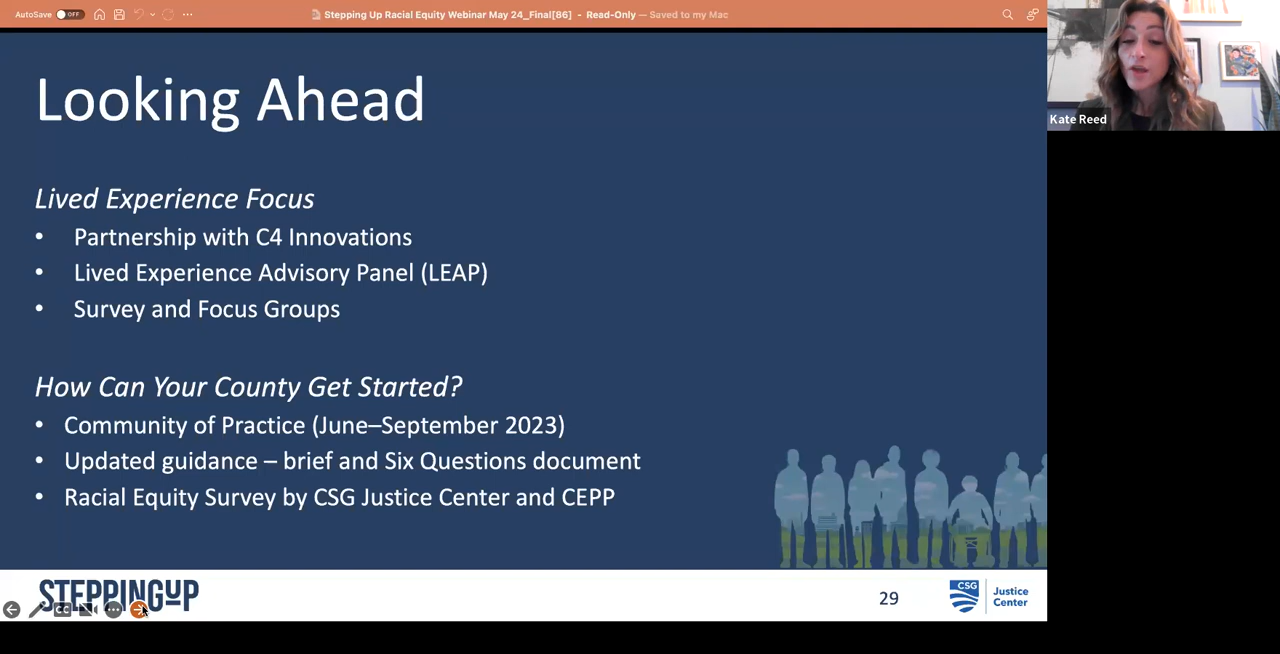 AutoSave OFF
Stepping Up Racial Equity Webinar May 24_Final[86] - Read-Only — Saved to my Mac
Kate Reed
Looking Ahead
Lived Experience Focus
• Partnership with C4 Innovations
• Lived Experience Advisory Panel (LEAP)
• Survey and Focus Groups
How Can Your County Get Started?
• Community of Practice (June–September 2023)
• Updated guidance – brief and Six Questions document
• Racial Equity Survey by CSG Justice Center and CEPP
STEPPINGUP
CC
29
CSG Justice
Center